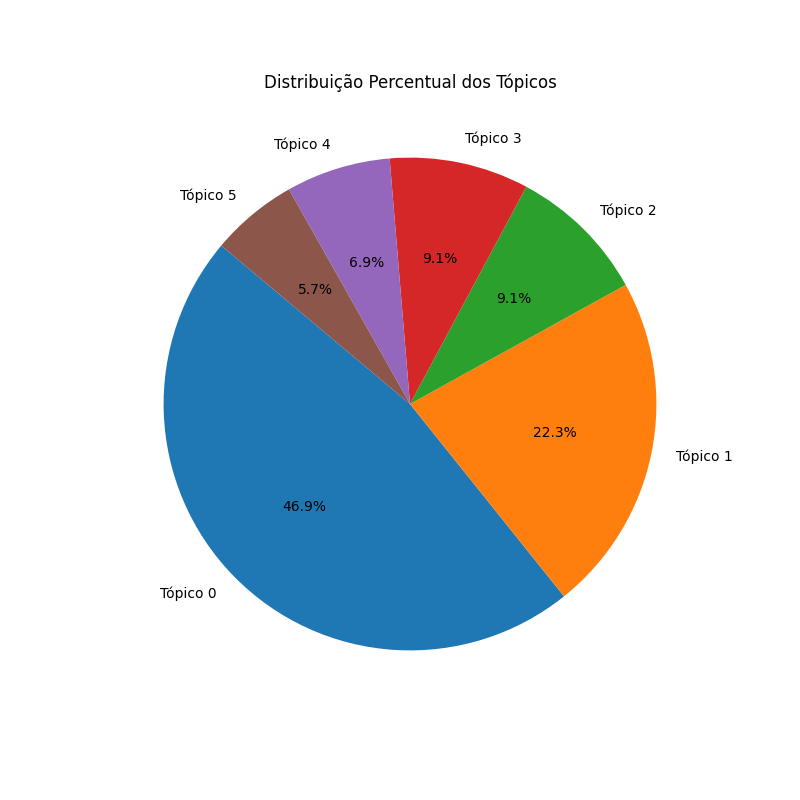 Distribuição Percentual dos Tópicos
Tópico 3
Tópico 4
Tópico 5
Tópico 2
9.1%
6.9%
5.7%
9.1%
22.3%
Tópico 1
46.9%
Tópico 0